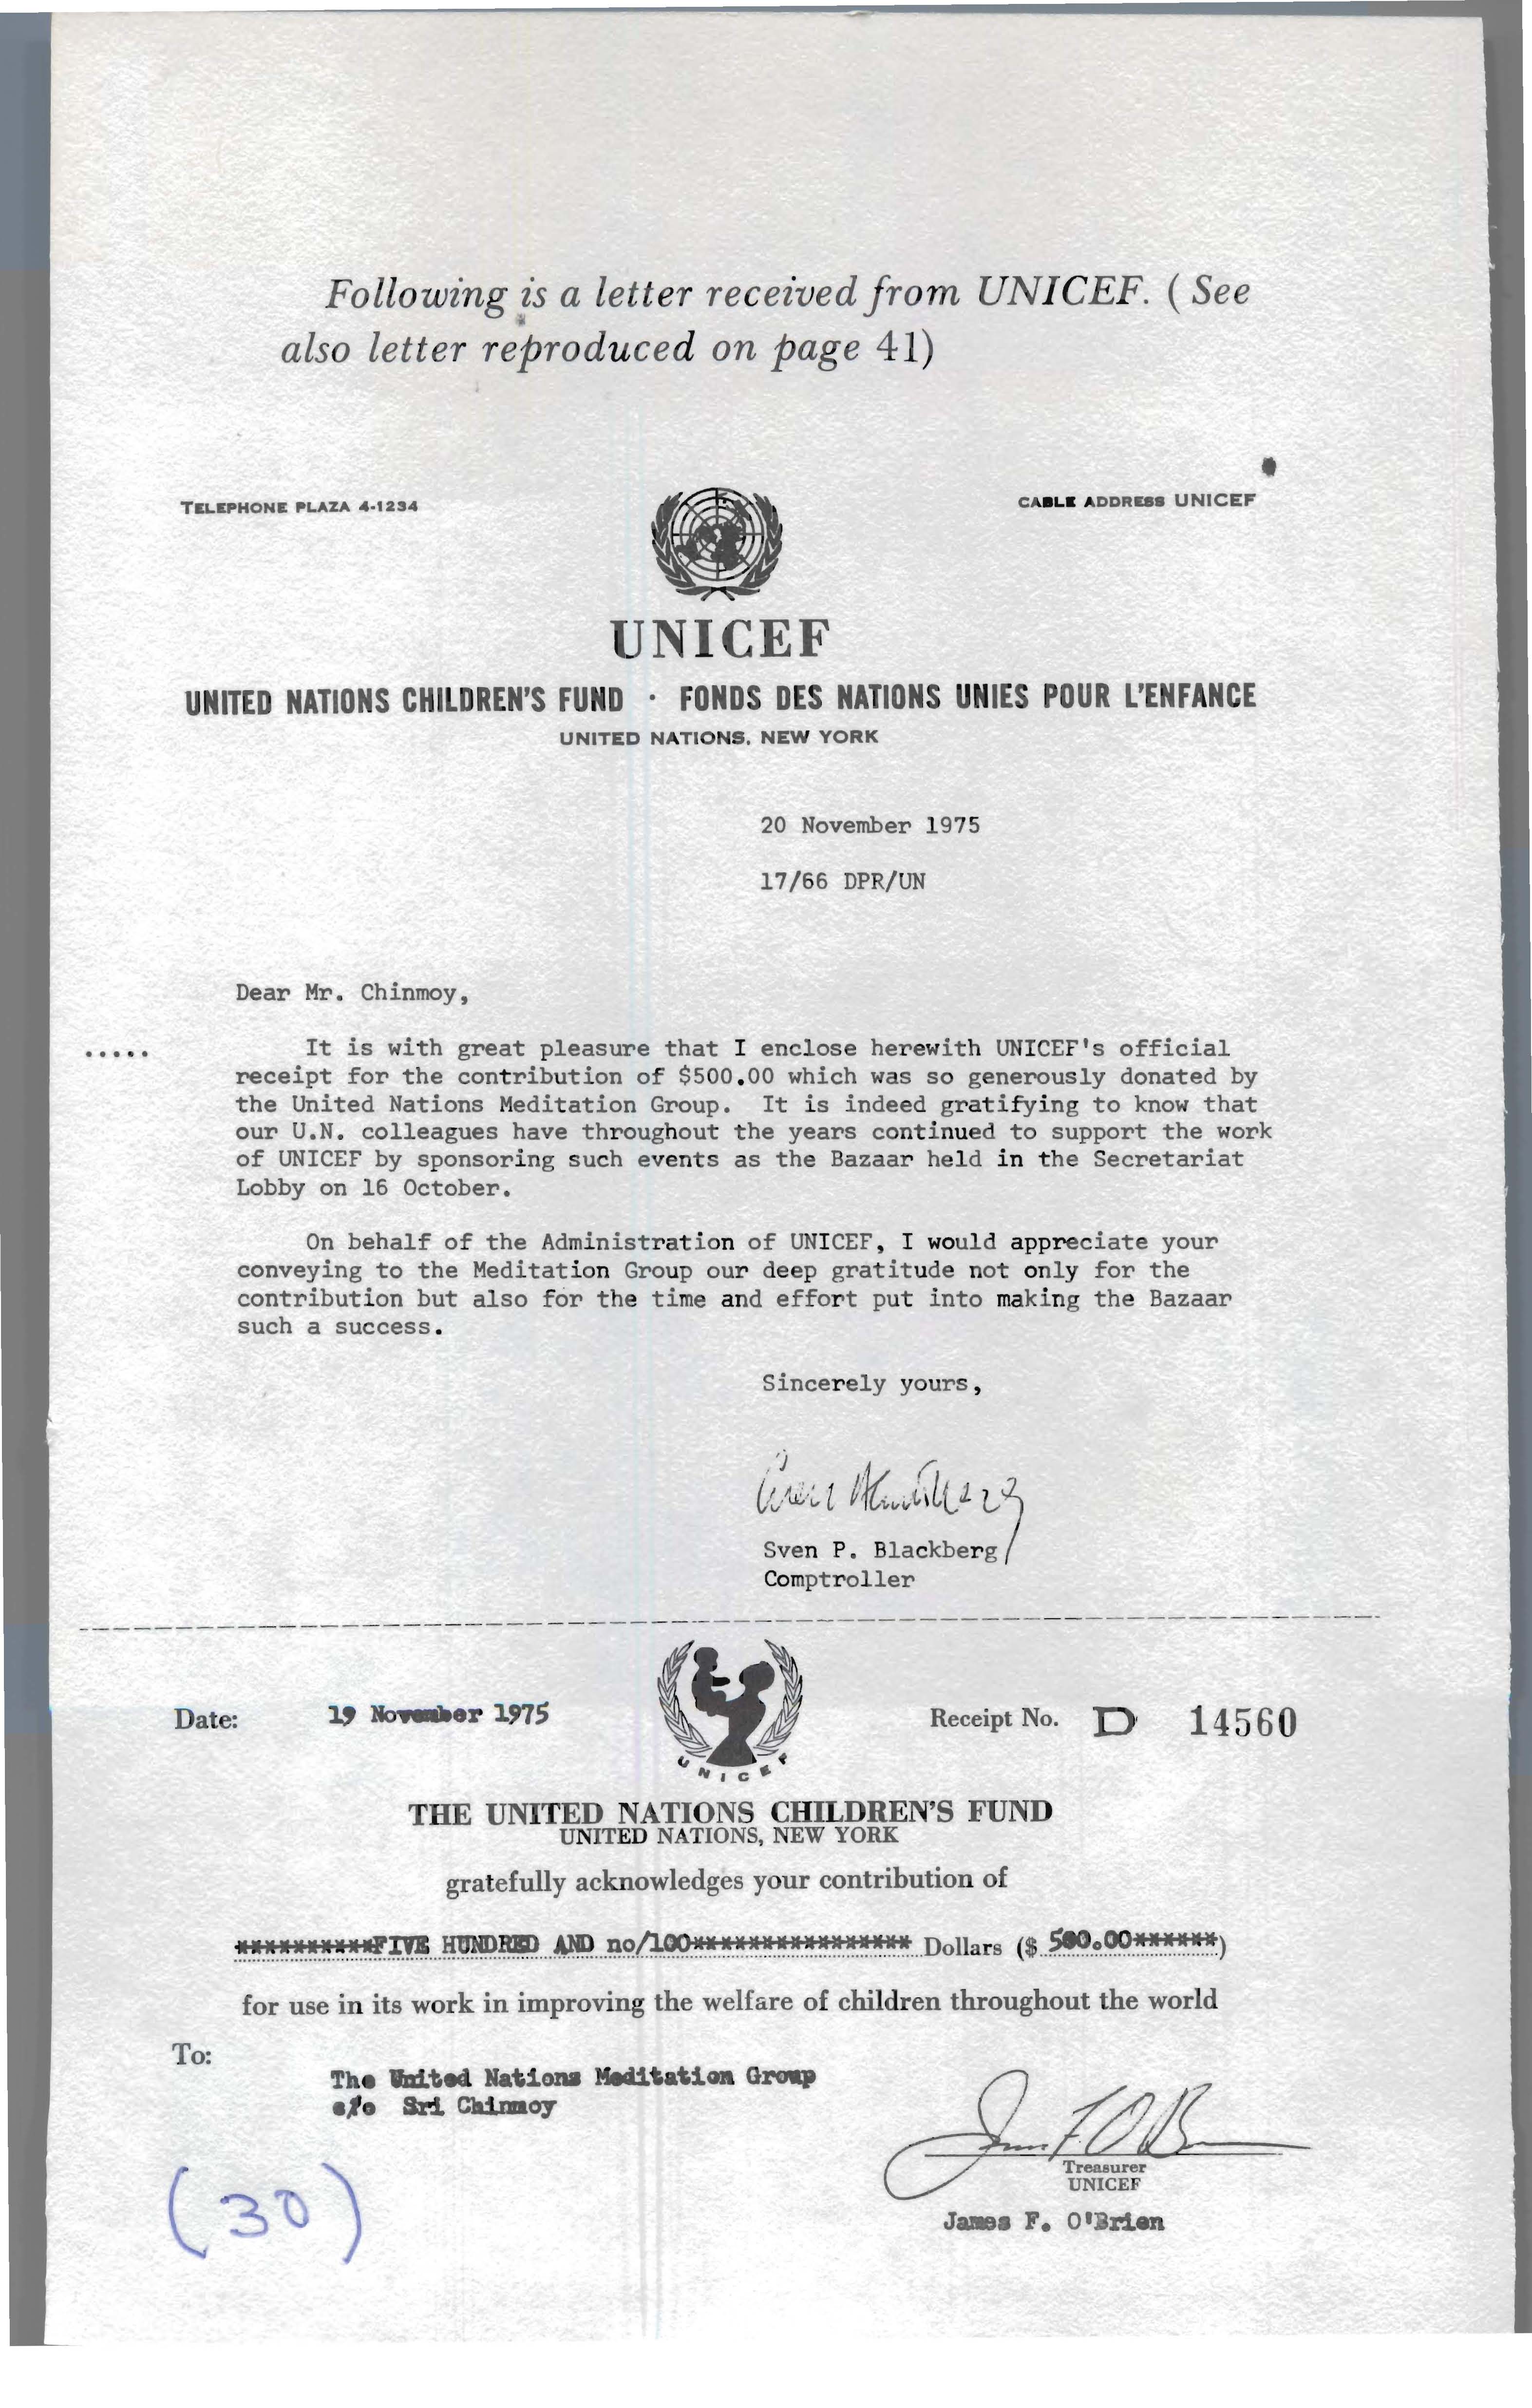 Following is a letter received from UNICEF. ( See
also letter reproduced on page 41)
TELEPHONE PLAZA 4-1234
CABLE ADDRESS UNICEF
UNICEF
UNITED NATIONS CHILDREN'S FUND · FONDS DES NATIONS UNIES POUR L'ENFANCE
UNITED NATIONS, NEW YORK
20 November 1975
17/66 DPR/UN
Dear Mr. Chinmoy,
..... It is with great pleasure that I enclose herewith UNICEF's official
receipt for the contribution of $500.00 which was so generously donated by
the United Nations Meditation Group. It is indeed gratifying to know that
our U.N. colleagues have throughout the years continued to support the work
of UNICEF by sponsoring such events as the Bazaar held in the Secretariat
Lobby on 16 October.
On behalf of the Administration of UNICEF, I would appreciate your
conveying to the Meditation Group our deep gratitude not only for the
contribution but also for the time and effort put into making the Bazaar
such a success.
Sincerely yours,
Sven P. Blackberg
Comptroller
Date: 19 November 1975
UNICEF
Receipt No. D 14560
THE UNITED NATIONS CHILDREN'S FUND
UNITED NATIONS, NEW YORK
gratefully acknowledges your contribution of
**********FIVE HUNDRED AND no/100**************** Dollars ($ 500.00******)
for use in its work in improving the welfare of children throughout the world
To:
The United Nations Meditation Group
c/o Sri Chinmoy
Treasurer
UNICEF
James F. O'Brien
(30)